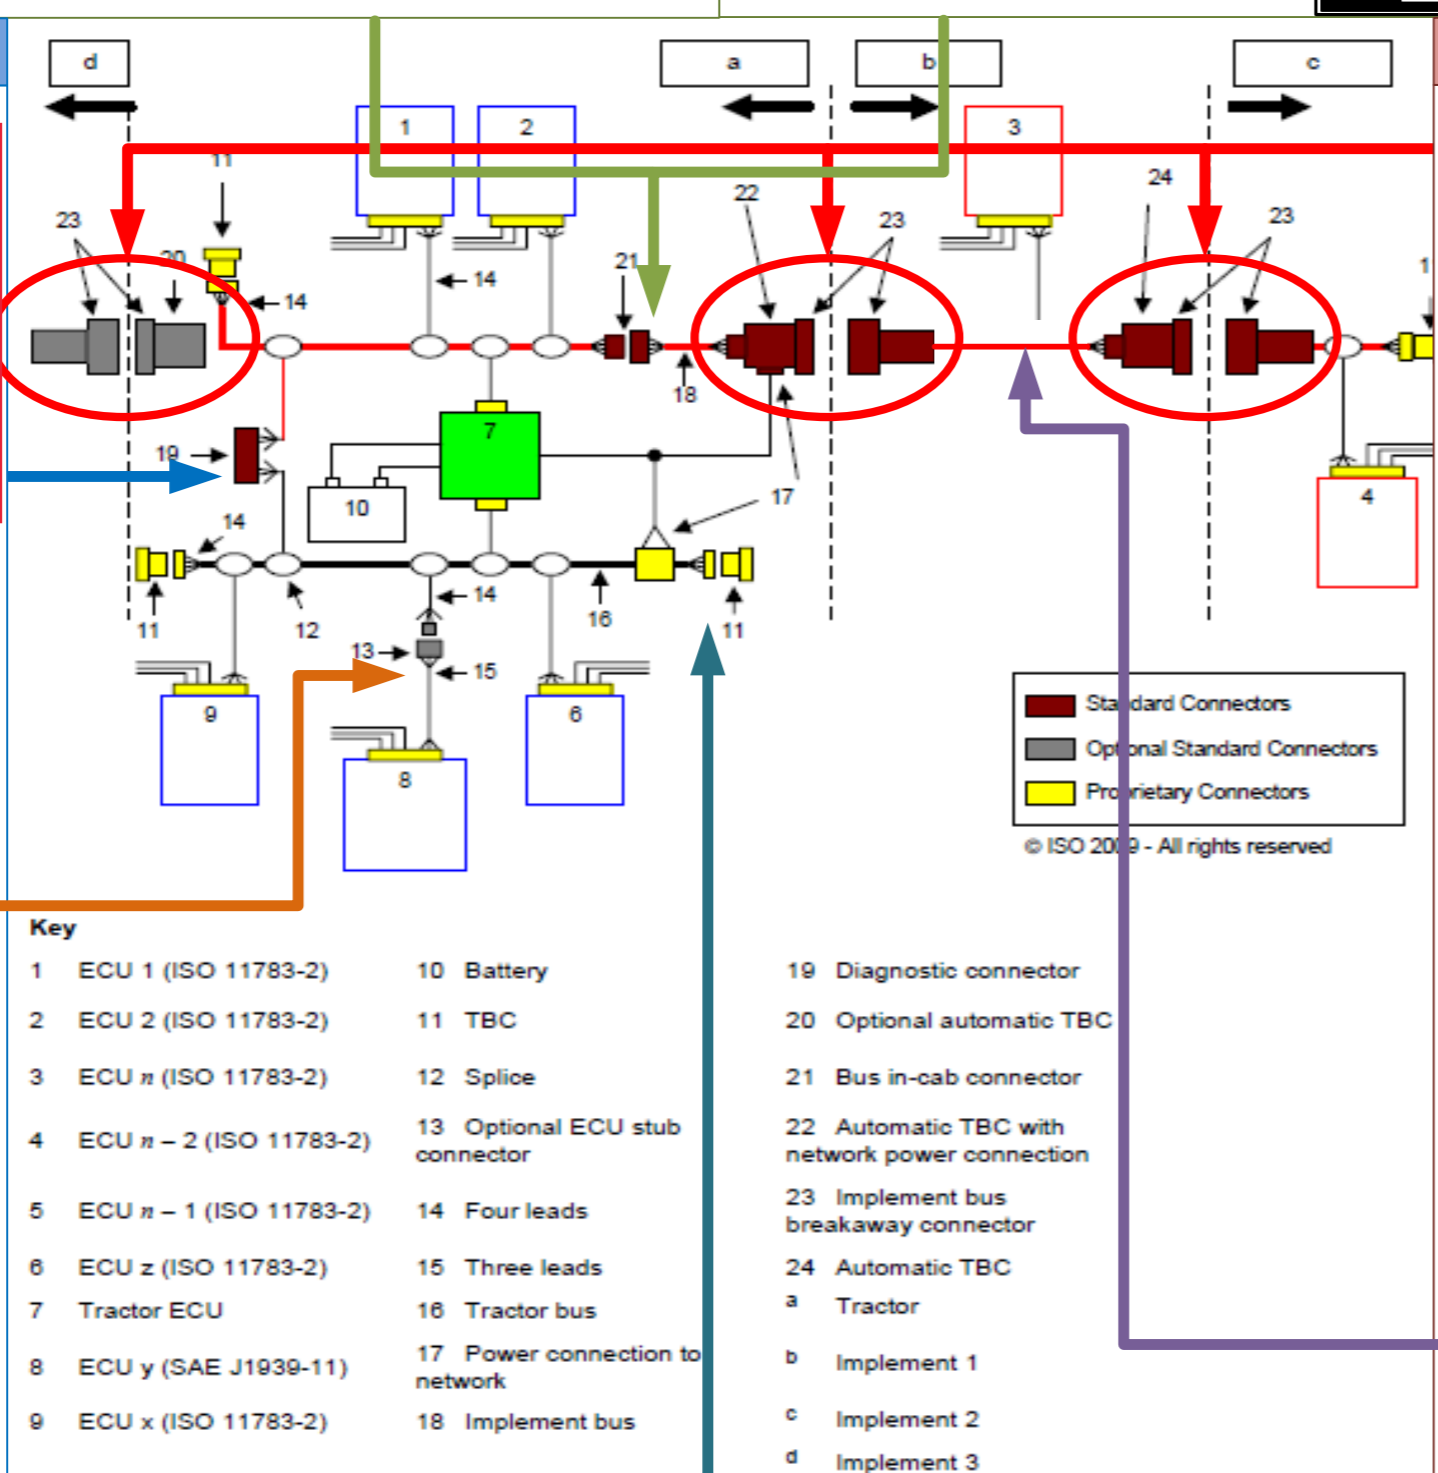 d
a
b
c
1
2
3
11
22
24
23
20
23
23
21
14
14
1
18
19
7
10
17
4
14
11
12
14
16
11
13
15
9
6
8
Standard Connectors
Optional Standard Connectors
Proprietary Connectors
© ISO 2009 - All rights reserved
Key
1 ECU 1 (ISO 11783-2)
2 ECU 2 (ISO 11783-2)
3 ECU n (ISO 11783-2)
4 ECU n – 2 (ISO 11783-2)
5 ECU n – 1 (ISO 11783-2)
6 ECU z (ISO 11783-2)
7 Tractor ECU
8 ECU y (SAE J1939-11)
9 ECU x (ISO 11783-2)
10 Battery
11 TBC
12 Splice
13 Optional ECU stub
connector
14 Four leads
15 Three leads
16 Tractor bus
17 Power connection to
network
18 Implement bus
19 Diagnostic connector
20 Optional automatic TBC
21 Bus in-cab connector
22 Automatic TBC with
network power connection
23 Implement bus
breakaway connector
24 Automatic TBC
a Tractor
b Implement 1
c Implement 2
d Implement 3